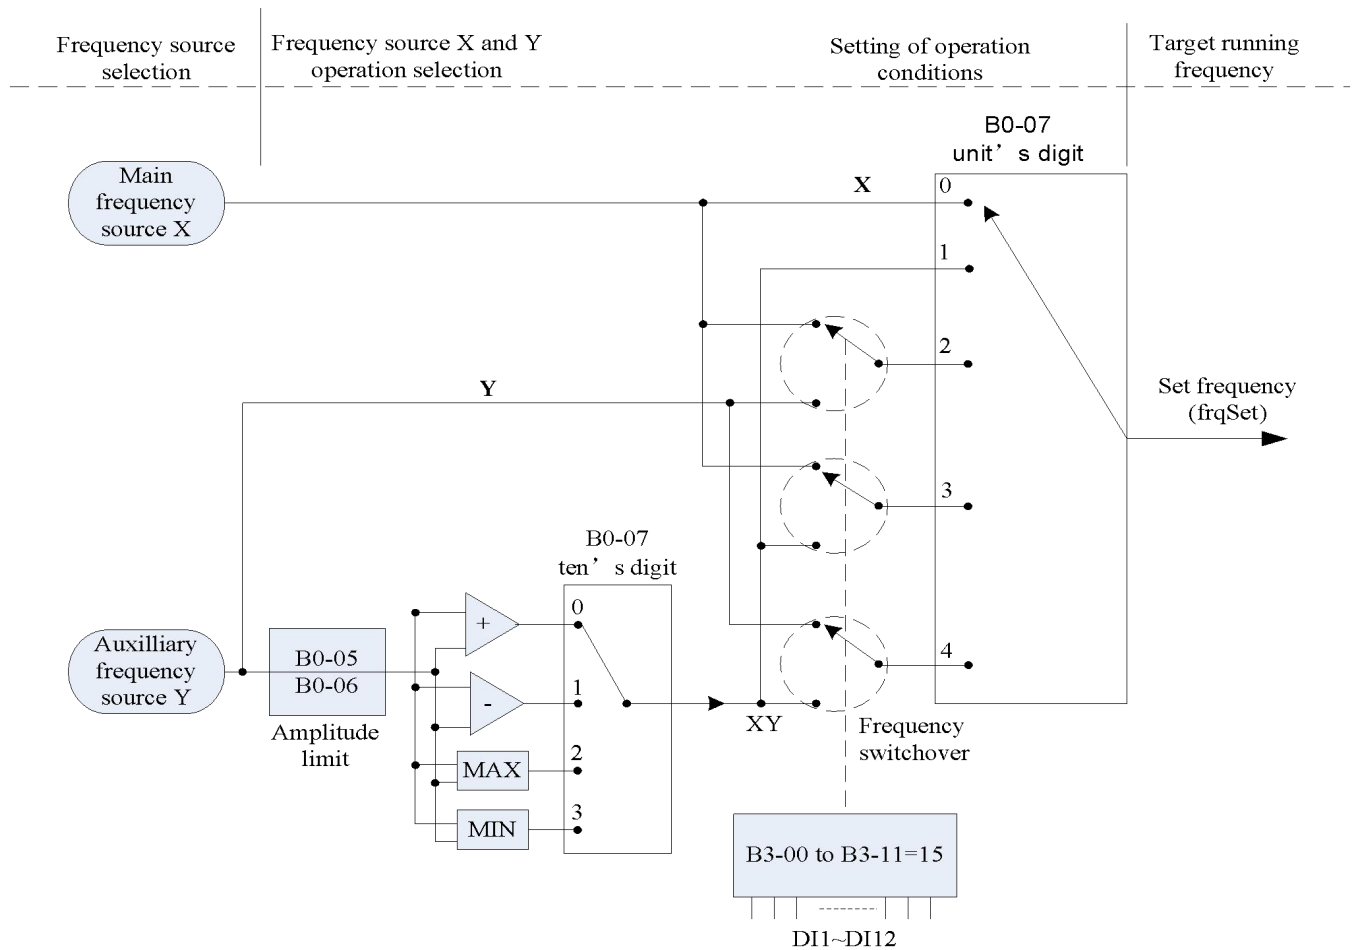 Frequency source
selection
Frequency source X and Y
operation selection
Setting of operation
conditions
Target running
frequency
B0-07
unit’s digit
Main
frequency
source X
X
0
1
2
Y
Set frequency
(frqSet)
3
B0-07
ten’s digit
0
+
Auxilliary
frequency
source Y
B0-05
B0-06
Amplitude
limit
1
-
XY
4
Frequency
switchover
2
MAX
3
MIN
B3-00 to B3-11=15
DI1~DI12